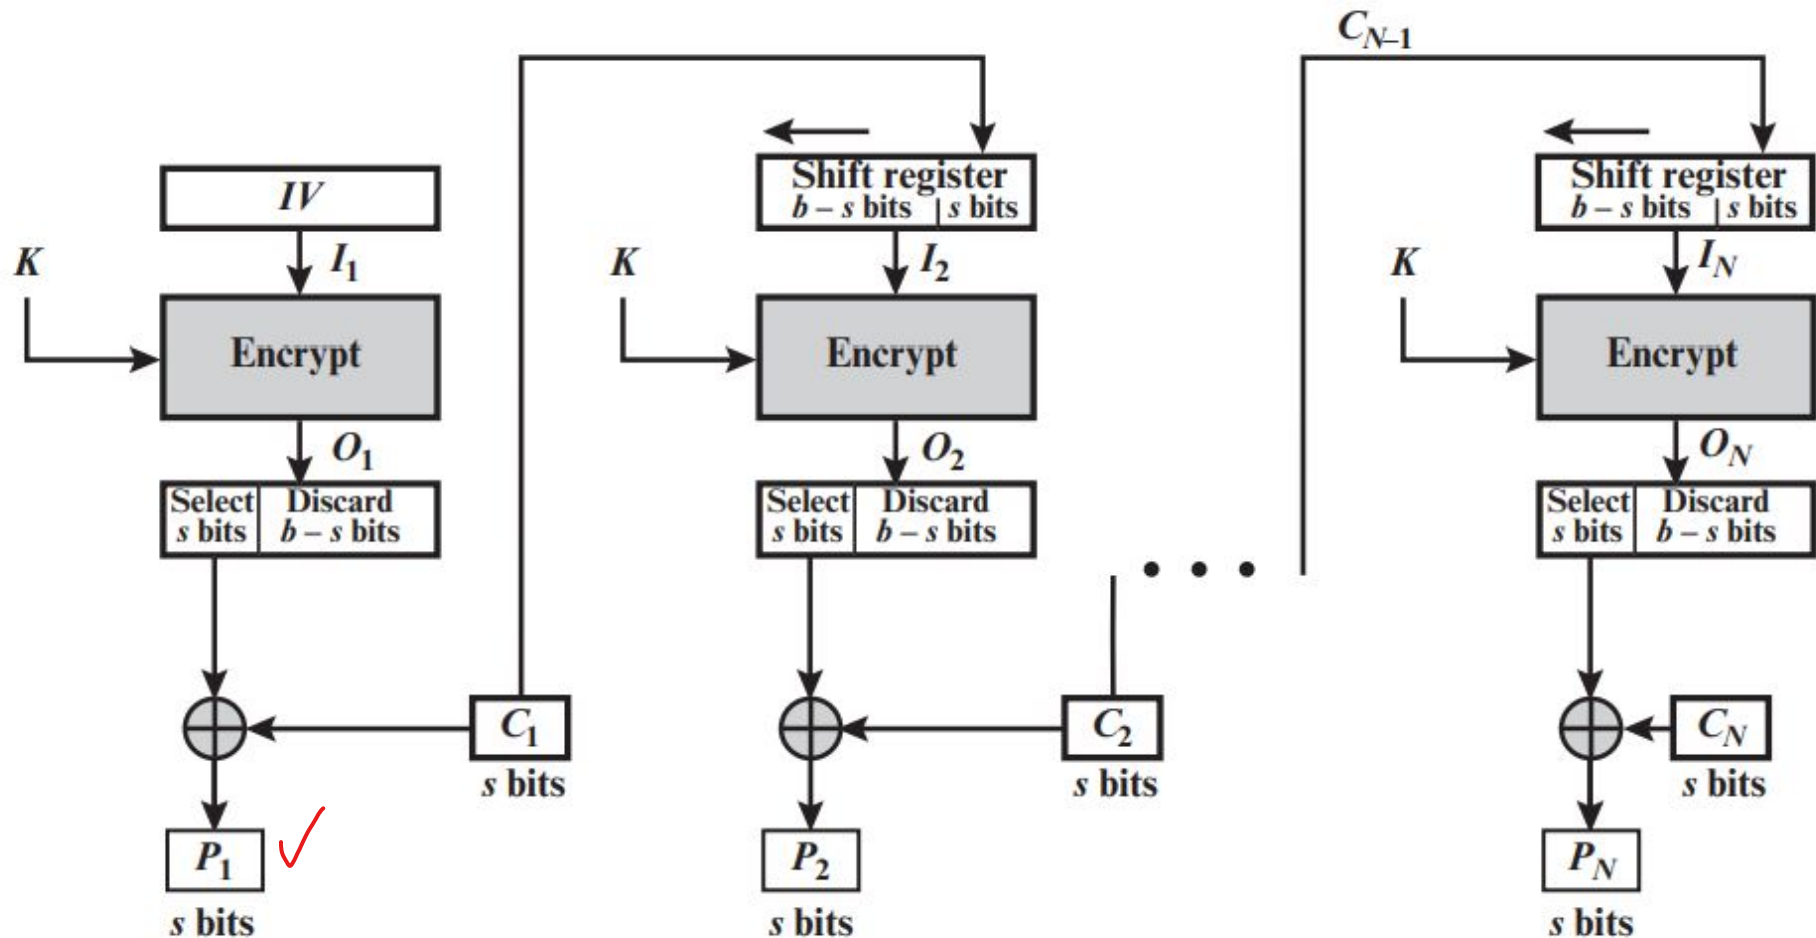 C_{N–1}
IV
Shift register
b – s bits | s bits
Shift register
b – s bits | s bits
K
I_1
K
I_2
K
I_N
Encrypt
Encrypt
Encrypt
O_1
O_2
O_N
Select
s bits
Discard
b – s bits
Select
s bits
Discard
b – s bits
Select
s bits
Discard
b – s bits
• • •
C_1
s bits
C_2
s bits
C_N
s bits
P_1
s bits
P_2
s bits
P_N
s bits